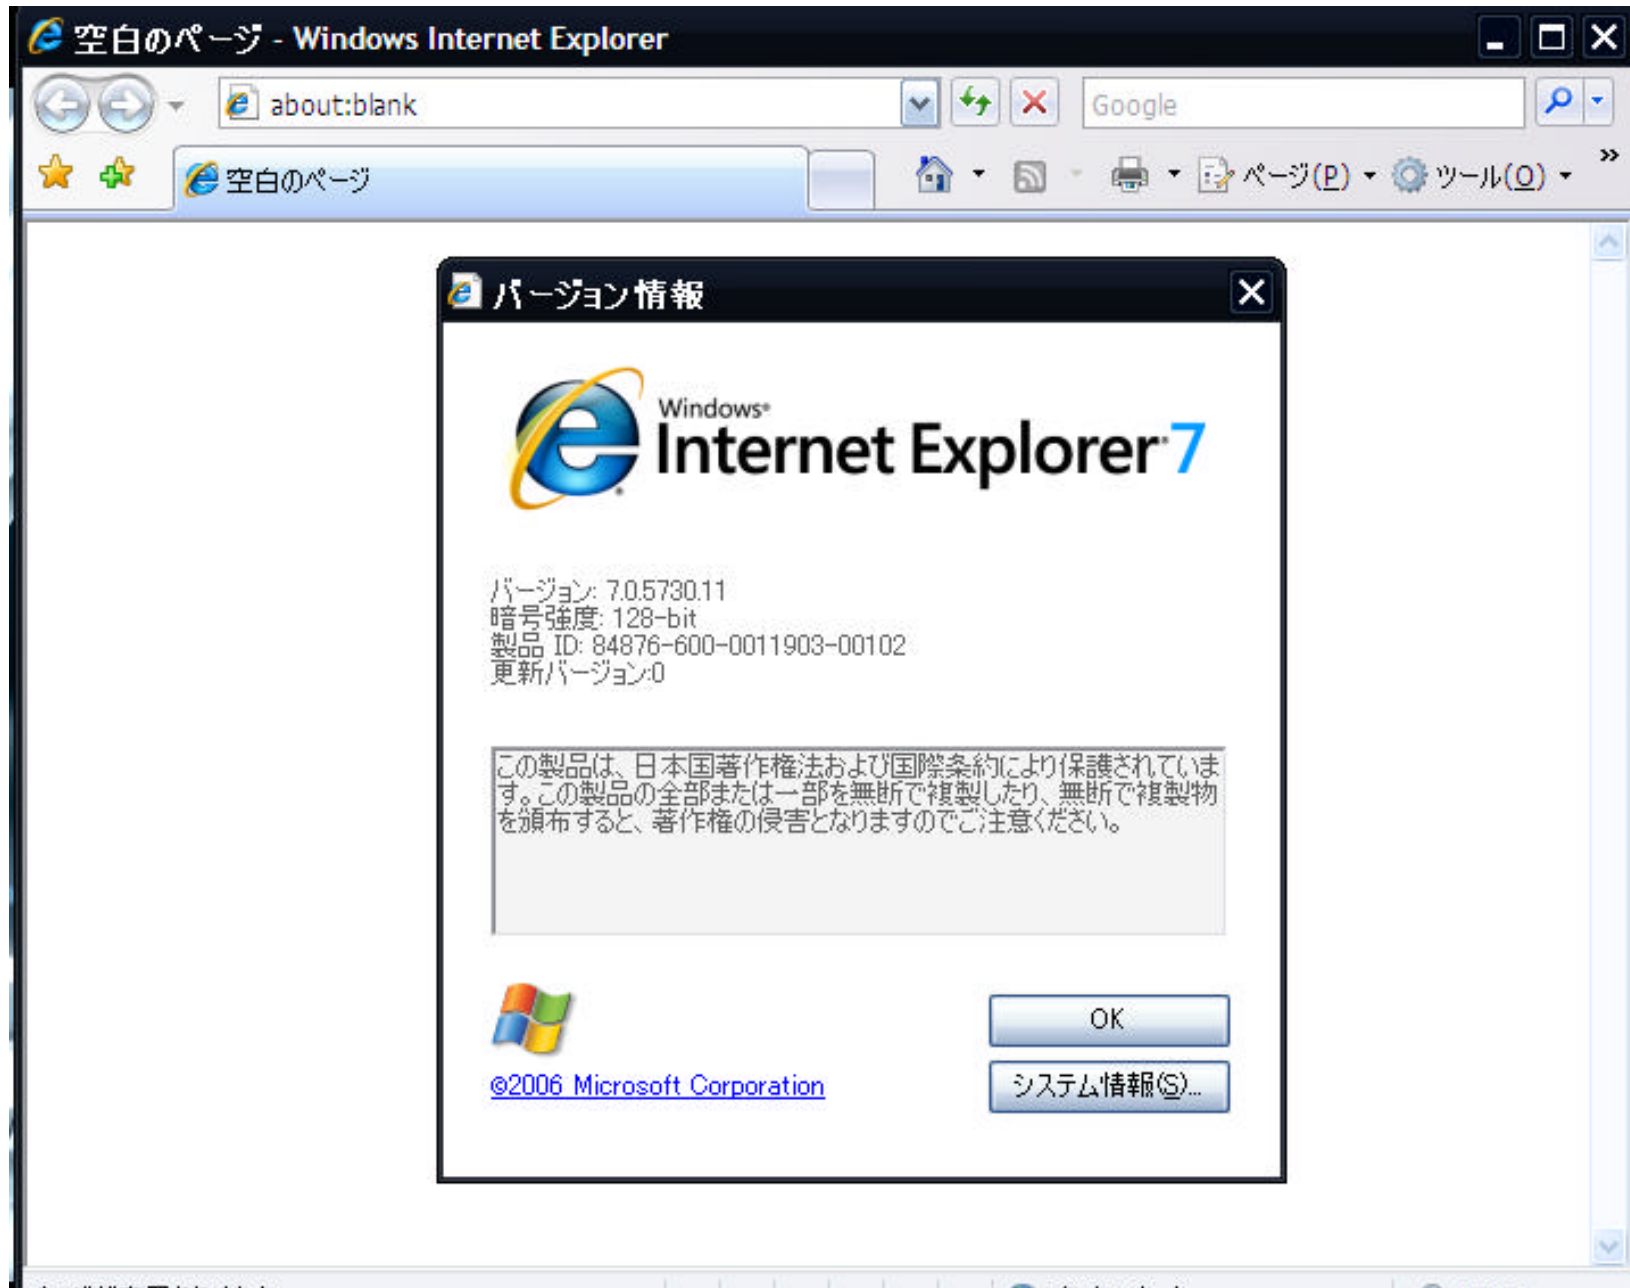 空白のページ - Windows Internet Explorer
about:blank
Google
空白のページ
ページ(P)
ツール(O)
»
バージョン情報
Windows®
Internet Explorer 7
バージョン: 7.0.5730.11
暗号強度: 128-bit
製品 ID: 84876-600-0011903-00102
更新バージョン:0
この製品は、日本国著作権法および国際条約により保護されていま
す。この製品の全部または一部を無断で複製したり、無断で複製物
を頒布すると、著作権の侵害となりますのでご注意ください。
OK
©2006 Microsoft Corporation
システム情報(S)...